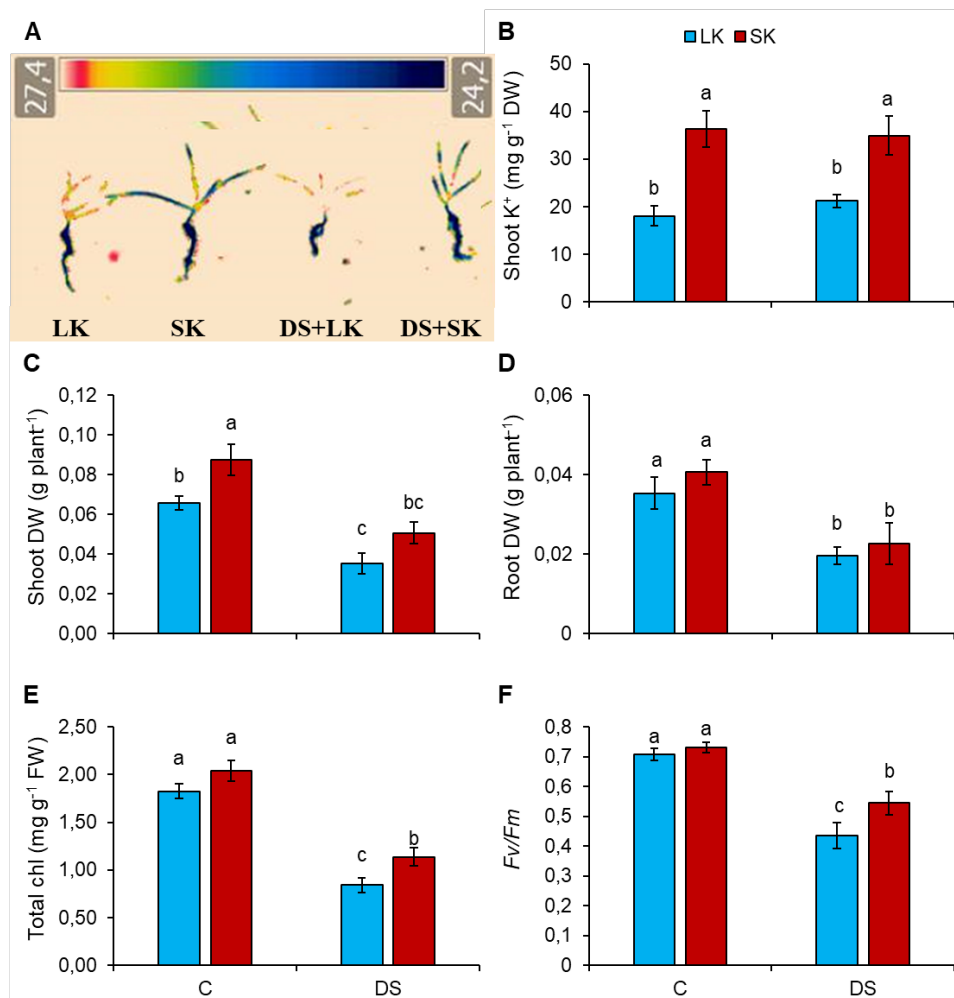 A
27,4
24,2
LK SK DS+LK DS+SK
B
LK SK
Shoot K⁺ (mg g⁻¹ DW)
50
40
30
20
10
0
b
a
b
a
C
Shoot DW (g plant⁻¹)
0,12
0,10
0,08
0,06
0,04
0,02
0,00
b
a
c
bc
D
Root DW (g plant⁻¹)
0,06
0,04
0,02
0
a
a
b
b
E
Total chl (mg g⁻¹ FW)
2,50
2,00
1,50
1,00
0,50
0,00
a
a
c
b
C DS
F
Fv/Fm
0,8
0,7
0,6
0,5
0,4
0,3
0,2
0,1
0
a
a
c
b
C DS